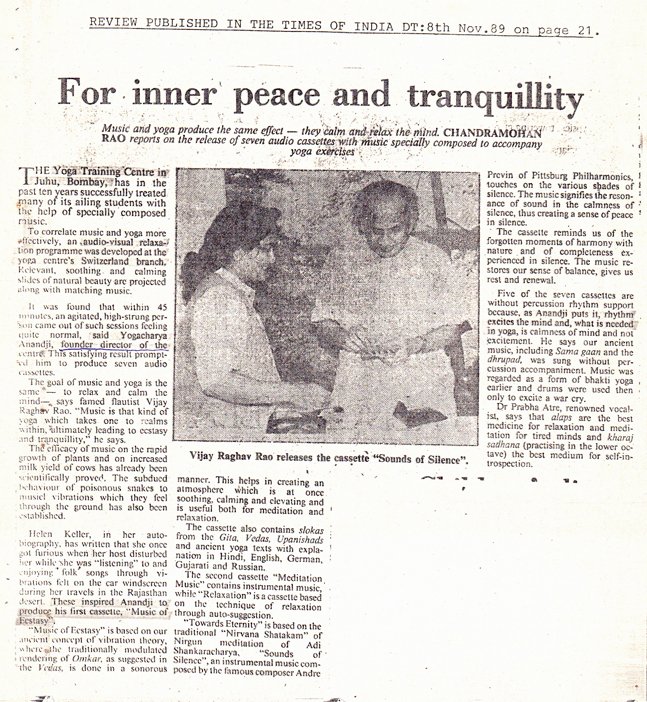 REVIEW PUBLISHED IN THE TIMES OF INDIA DT:8th Nov.89 on page 21.
For inner peace and tranquillity
Music and yoga produce the same effect — they calm and relax the mind. CHANDRAMOHAN
RAO reports on the release of seven audio cassettes with music specially composed to accompany
yoga exercises
THE Yoga Training Centre in
Juhu, Bombay, has in the
past ten years successfully treated
many of its ailing students with
the help of specially composed
music.
To correlate music and yoga more
effectively, an audio-visual relaxa-
tion programme was developed at the
yoga centre's Switzerland branch.
Relevant, soothing and calming
slides of natural beauty are projected
along with matching music.
It was found that within 45
minutes, an agitated, high-strung per-
son came out of such sessions feeling
quite normal, said Yogacharya
Anandji, founder director of the
centre. This satisfying result prompt-
ed him to produce seven audio
cassettes.
The goal of music and yoga is the
same — to relax and calm the
mind—, says famed flautist Vijay
Raghav Rao. "Music is that kind of
yoga which takes one to realms
within, ultimately leading to ecstasy
and tranquility," he says.
The efficacy of music on the rapid
growth of plants and on increased
milk yield of cows has already been
scientifically proved. The subdued
behaviour of poisonous snakes to
music vibrations which they feel
through the ground has also been
established.
Helen Keller, in her auto-
biography, has written that she once
got furious when her host disturbed
her while she was "listening" to and
enjoying folk songs through vi-
brations felt on the car windscreen
during her travels in the Rajasthan
desert. These inspired Anandji to
produce his first cassette, "Music of
Ecstasy".
"Music of Ecstasy" is based on our
ancient concept of vibration theory,
where the traditionally modulated
rendering of Omkar, as suggested in
the Vedas, is done in a sonorous
Vijay Raghav Rao releases the cassette "Sounds of Silence".
manner. This helps in creating an
atmosphere which is at once
soothing, calming and elevating and
is useful both for meditation and
relaxation.
The cassette also contains slokas
from the Gita, Vedas, Upanishads
and ancient yoga texts with expla-
nation in Hindi, English, German,
Gujarati and Russian.
The second cassette "Meditation
Music" contains instrumental music,
while "Relaxation" is a cassette based
on the technique of relaxation
through auto-suggestion.
"Towards Eternity" is based on the
traditional "Nirvana Shatakam" of
Nirgun meditation of Adi
Shankaracharya, "Sounds of
Silence", an instrumental music com-
posed by the famous composer Andre
Previn of Pittsburg Philharmonics,
touches on the various shades of
silence. The music signifies the reson-
ance of sound in the calmness of
silence, thus creating a sense of peace
in silence.
The cassette reminds us of the
forgotten moments of harmony with
nature and of completeness ex-
perienced in silence. The music re-
stores our sense of balance, gives us
rest and renewal.
Five of the seven cassettes are
without percussion rhythm support
because, as Anandji puts it, rhythm
excites the mind and, what is needed
in yoga, is calmness of mind and not
excitement. He says our ancient
music, including Sama gaan and the
dhrupad, was sung without per-
cussion accompaniment. Music was
regarded as a form of bhakti yoga
earlier and drums were used then
only to excite a war cry.
Dr Prabha Atre, renowned vocal-
ist, says that alaps are the best
medicine for relaxation and medi-
tation for tired minds and kharaj
sadhana (practising in the lower oc-
tave) the best medium for self-in-
trospection.